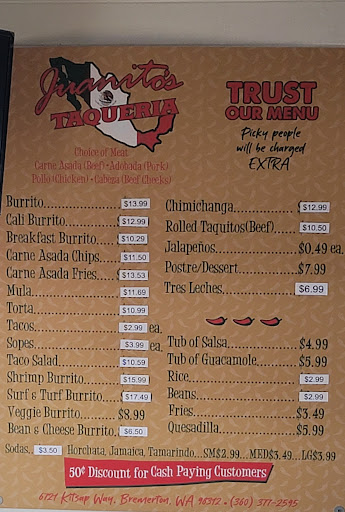 Juanito's
TAQUERIA
TRUST
OUR MENU
Picky people
will be charged
EXTRA
Choice of Meat
Carne Asada (Beef)•Adobada (Pork)
Pollo (Chicken)•Cabeza (Beef Cheeks)
Burrito................$13.99
Cali Burrito...........$12.99
Breakfast Burrito.....$10.29
Carne Asada Chips.....$11.50
Carne Asada Fries.....$13.53
Mula...................$11.69
Torta..................$10.99
Tacos..................$2.99 ea.
Sopes..................$3.99 ea.
Taco Salad.............$10.59
Shrimp Burrito........$15.99
Surf & Turf Burrito...$17.49
Veggie Burrito........$8.99
Bean & Cheese Burrito..$6.50
Chimichanga...............$12.99
Rolled Taquitos(Beef).....$10.50
Jalapeños.................$0.49 ea.
Postre/Dessert............$7.99
Tres Leches...............$6.99
Tub of Salsa..............$4.99
Tub of Guacamole..........$5.99
Rice......................$2.99
Beans.....................$2.99
Fries.....................$3.49
Quesadilla................$5.99
Sodas. $3.50 Horchata, Jamaica, Tamarindo...SM$2.99...MED$3.49...LG$3.99
50¢ Discount for Cash Paying Customers
6721 Kitsap Way, Bremerton, WA 98312 • (360) 377-2595